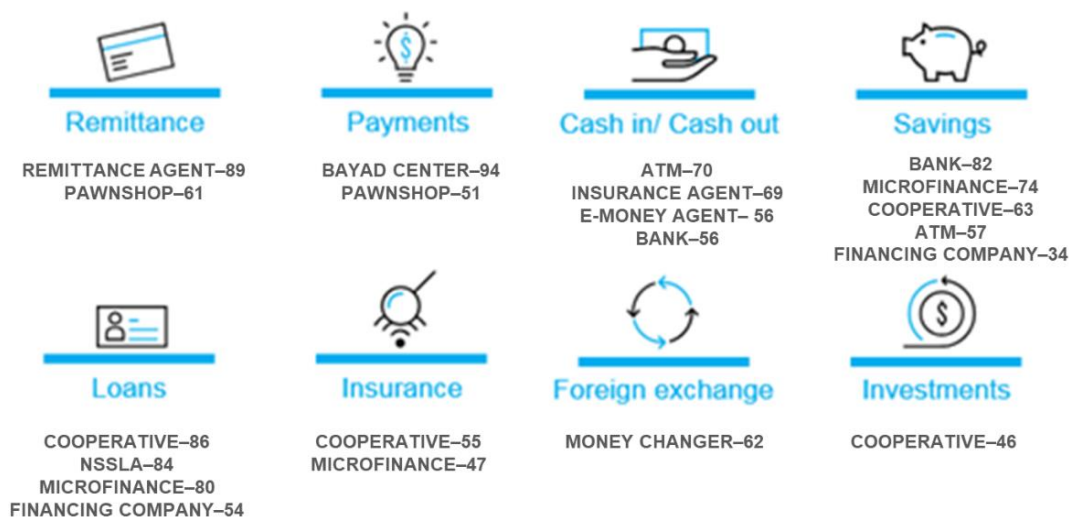 Remittance
REMITTANCE AGENT–89
PAWNSHOP–61
Payments
BAYAD CENTER–94
PAWNSHOP–51
Cash in/ Cash out
ATM–70
INSURANCE AGENT–69
E-MONEY AGENT– 56
BANK–56
Savings
BANK–82
MICROFINANCE–74
COOPERATIVE–63
ATM–57
FINANCING COMPANY–34
Loans
COOPERATIVE–86
NSSLA–84
MICROFINANCE–80
FINANCING COMPANY–54
Insurance
COOPERATIVE–55
MICROFINANCE–47
Foreign exchange
MONEY CHANGER–62
Investments
COOPERATIVE–46